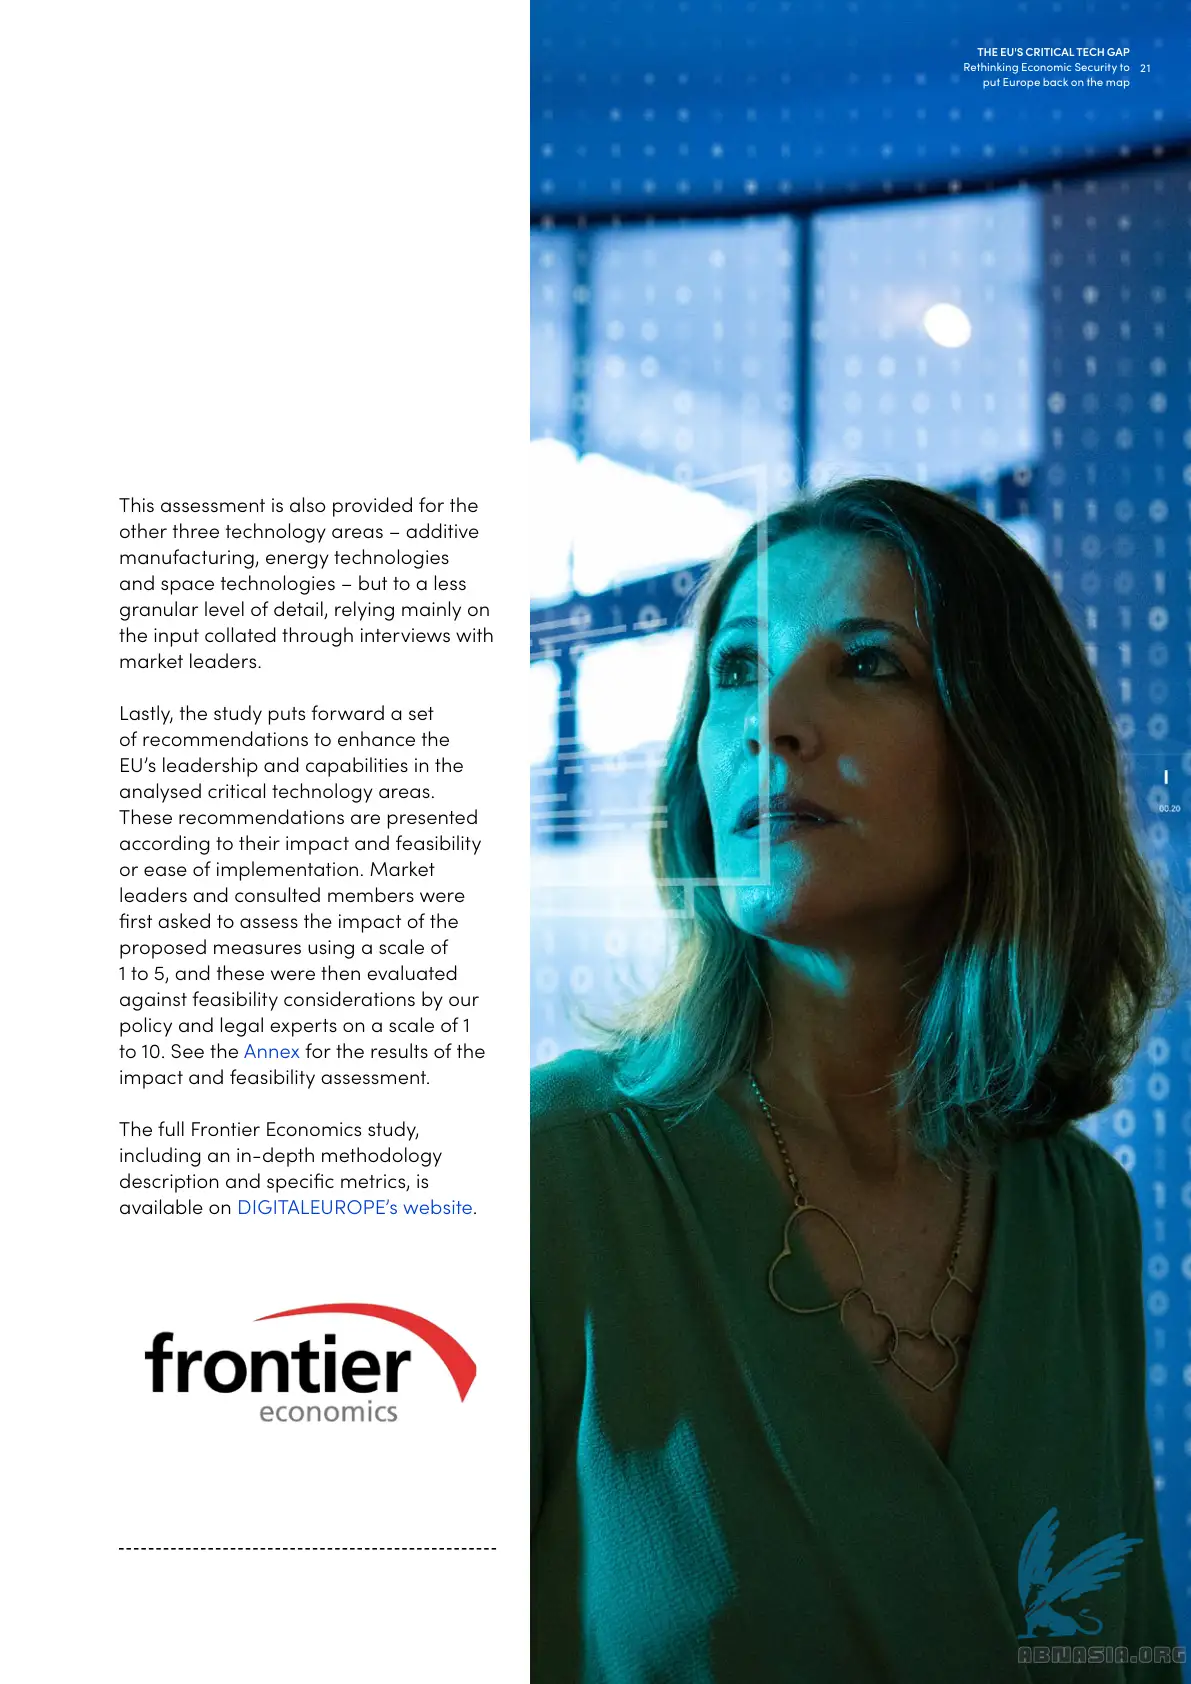 THE EU'S CRITICAL TECH GAP
Rethinking Economic Security to
put Europe back on the map
21
This assessment is also provided for the
other three technology areas – additive
manufacturing, energy technologies
and space technologies – but to a less
granular level of detail, relying mainly on
the input collated through interviews with
market leaders.
Lastly, the study puts forward a set
of recommendations to enhance the
EU's leadership and capabilities in the
analysed critical technology areas.
These recommendations are presented
according to their impact and feasibility
or ease of implementation. Market
leaders and consulted members were
first asked to assess the impact of the
proposed measures using a scale of
1 to 5, and these were then evaluated
against feasibility considerations by our
policy and legal experts on a scale of 1
to 10. See the Annex for the results of the
impact and feasibility assessment.
The full Frontier Economics study,
including an in-depth methodology
description and specific metrics, is
available on DIGITALEUROPE's website.
frontier
economics
00.20
ABNASIA.ORG